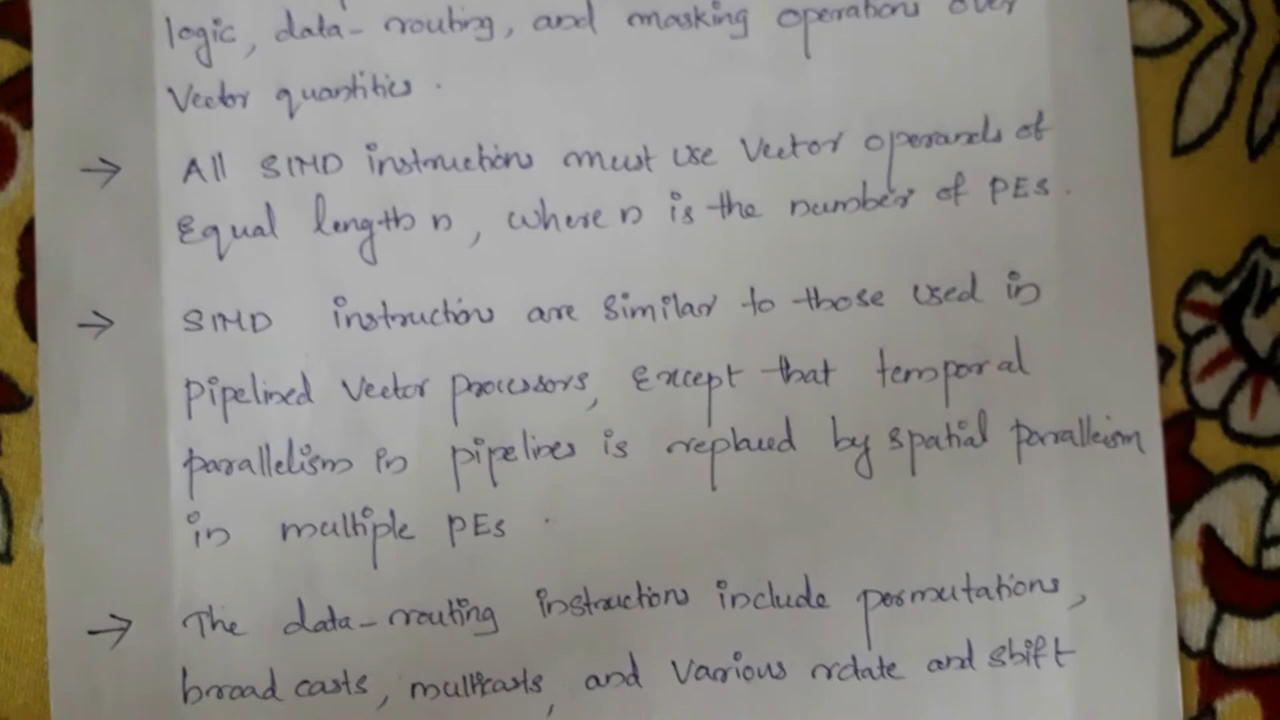 logic, data-routing, and masking operations over
Vector quantities.
→ All SIMD instructions must use Vector operands of
Equal length n, where n is the number of PEs.
→ SIMD instructions are similar to those used in
pipelined Vector processors, Except that temporal
parallelism in pipelines is replaced by spatial parallelism
in multiple PEs.
→ The data-routing instructions include permutations,
broad casts, multicasts, and Various rotate and shift